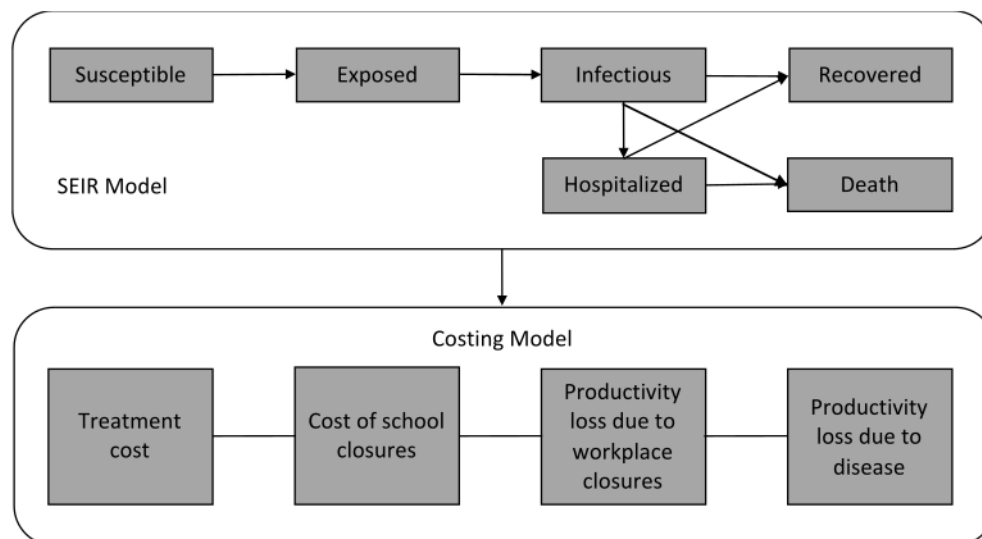 Susceptible
Exposed
Infectious
Recovered
SEIR Model
Hospitalized
Death
Costing Model
Treatment
cost
Cost of school
closures
Productivity
loss due to
workplace
closures
Productivity
loss due to
disease